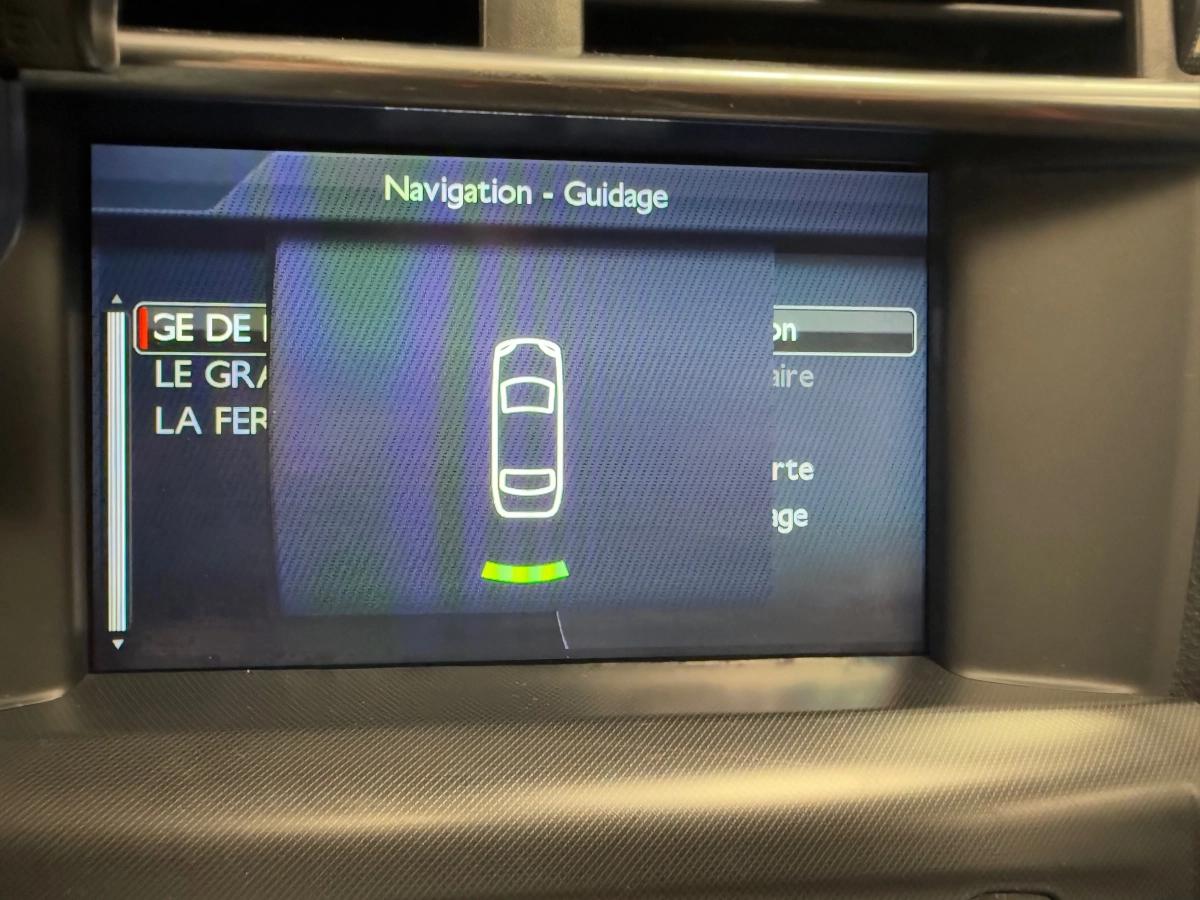 Navigation - Guidage
GE DE
on
LE GRA
aire
LA FER
rte
age